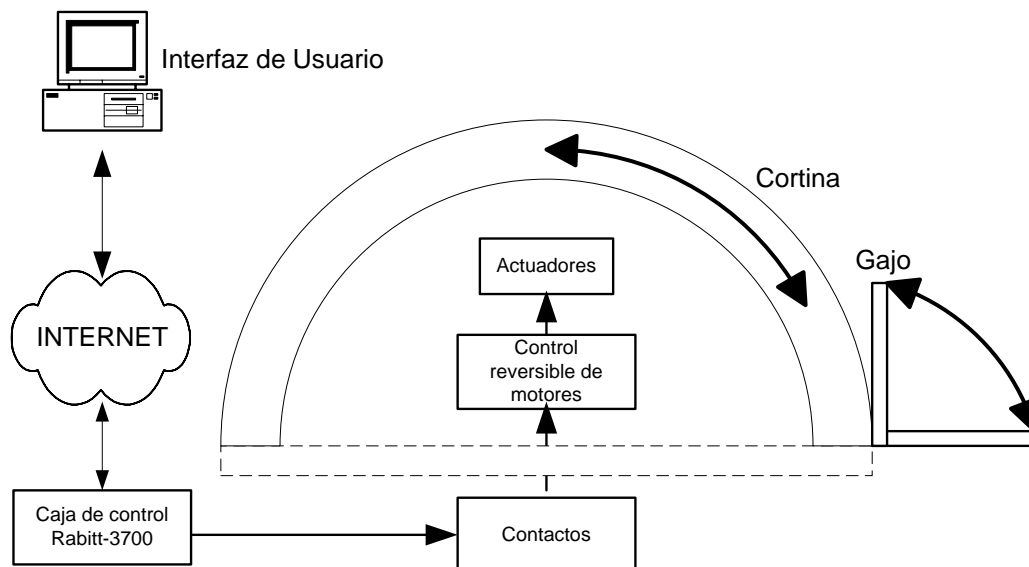 Interfaz de Usuario
Cortina
Gajo
Actuadores
INTERNET
Control
reversible de
motores
Caja de control
Rabitt-3700
Contactos